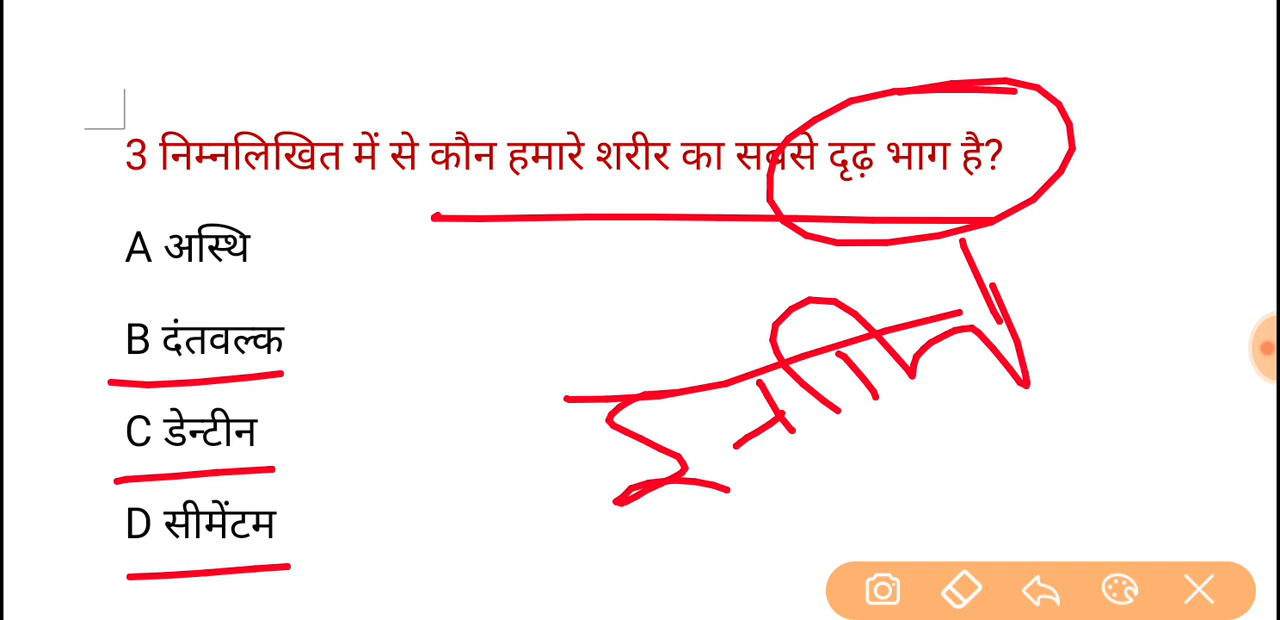 3 निम्नलिखित में से कौन हमारे शरीर का सबसे दृढ़ भाग है?
A अस्थि
B दंतवल्क
C डेन्टीन
D सीमेंटम